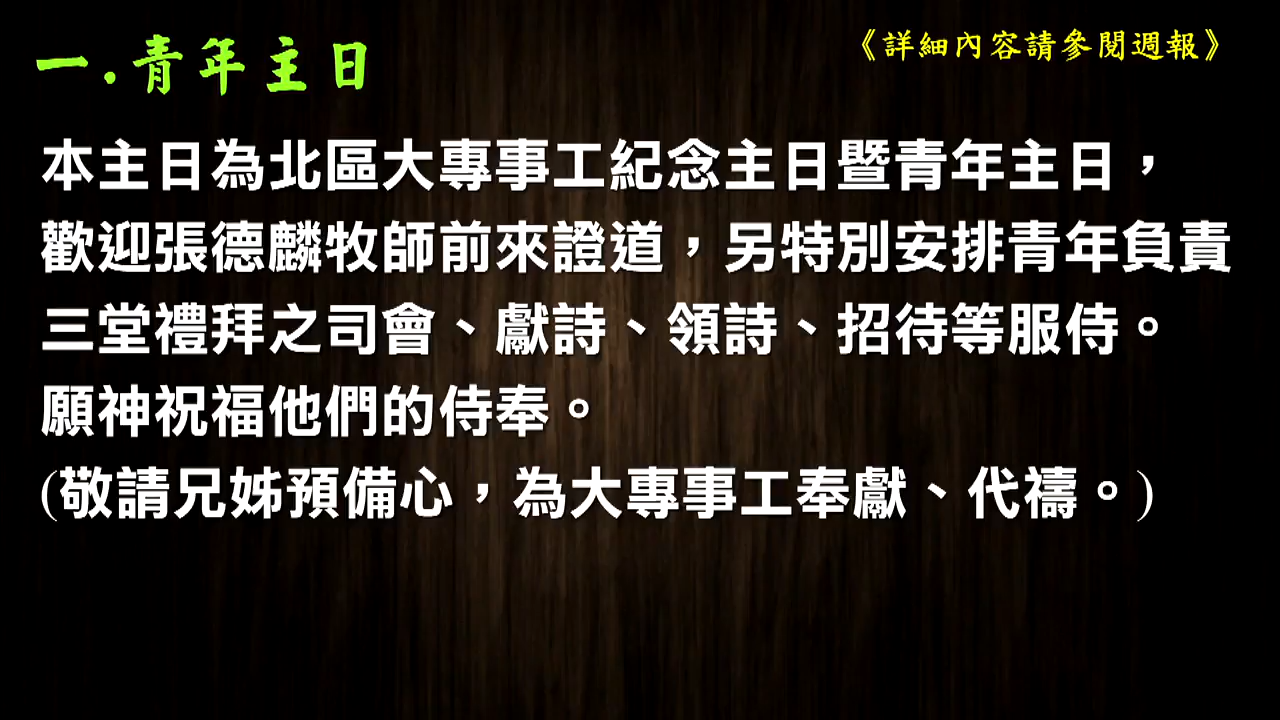 一.青年主日
《詳細內容請參閱週報》
本主日為北區大專事工紀念主日暨青年主日，
歡迎張德麟牧師前來證道，另特別安排青年負責
三堂禮拜之司會、獻詩、領詩、招待等服侍。
願神祝福他們的侍奉。
(敬請兄姊預備心，為大專事工奉獻、代禱。)